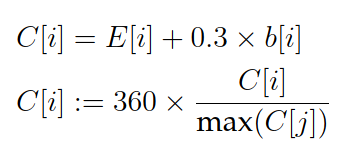 C[i] = E[i] + 0.3 × b[i]
C[i] := 360 × C[i] / max(C[j])